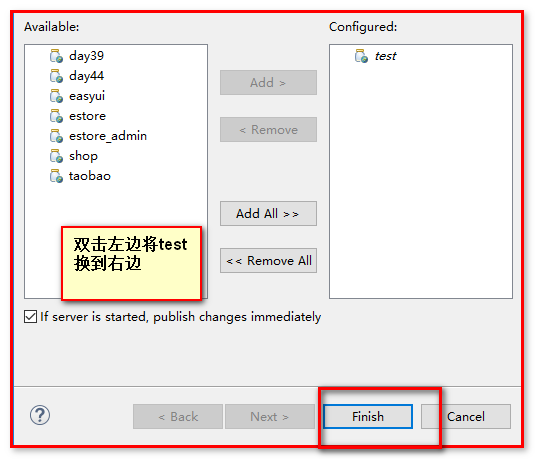 Available:
Configured:
day39
day44
easyui
estore
estore_admin
shop
taobao
Add >
< Remove
Add All >>
<< Remove All
test
双击左边将test
换到右边
If server is started, publish changes immediately
?
< Back
Next >
Finish
Cancel